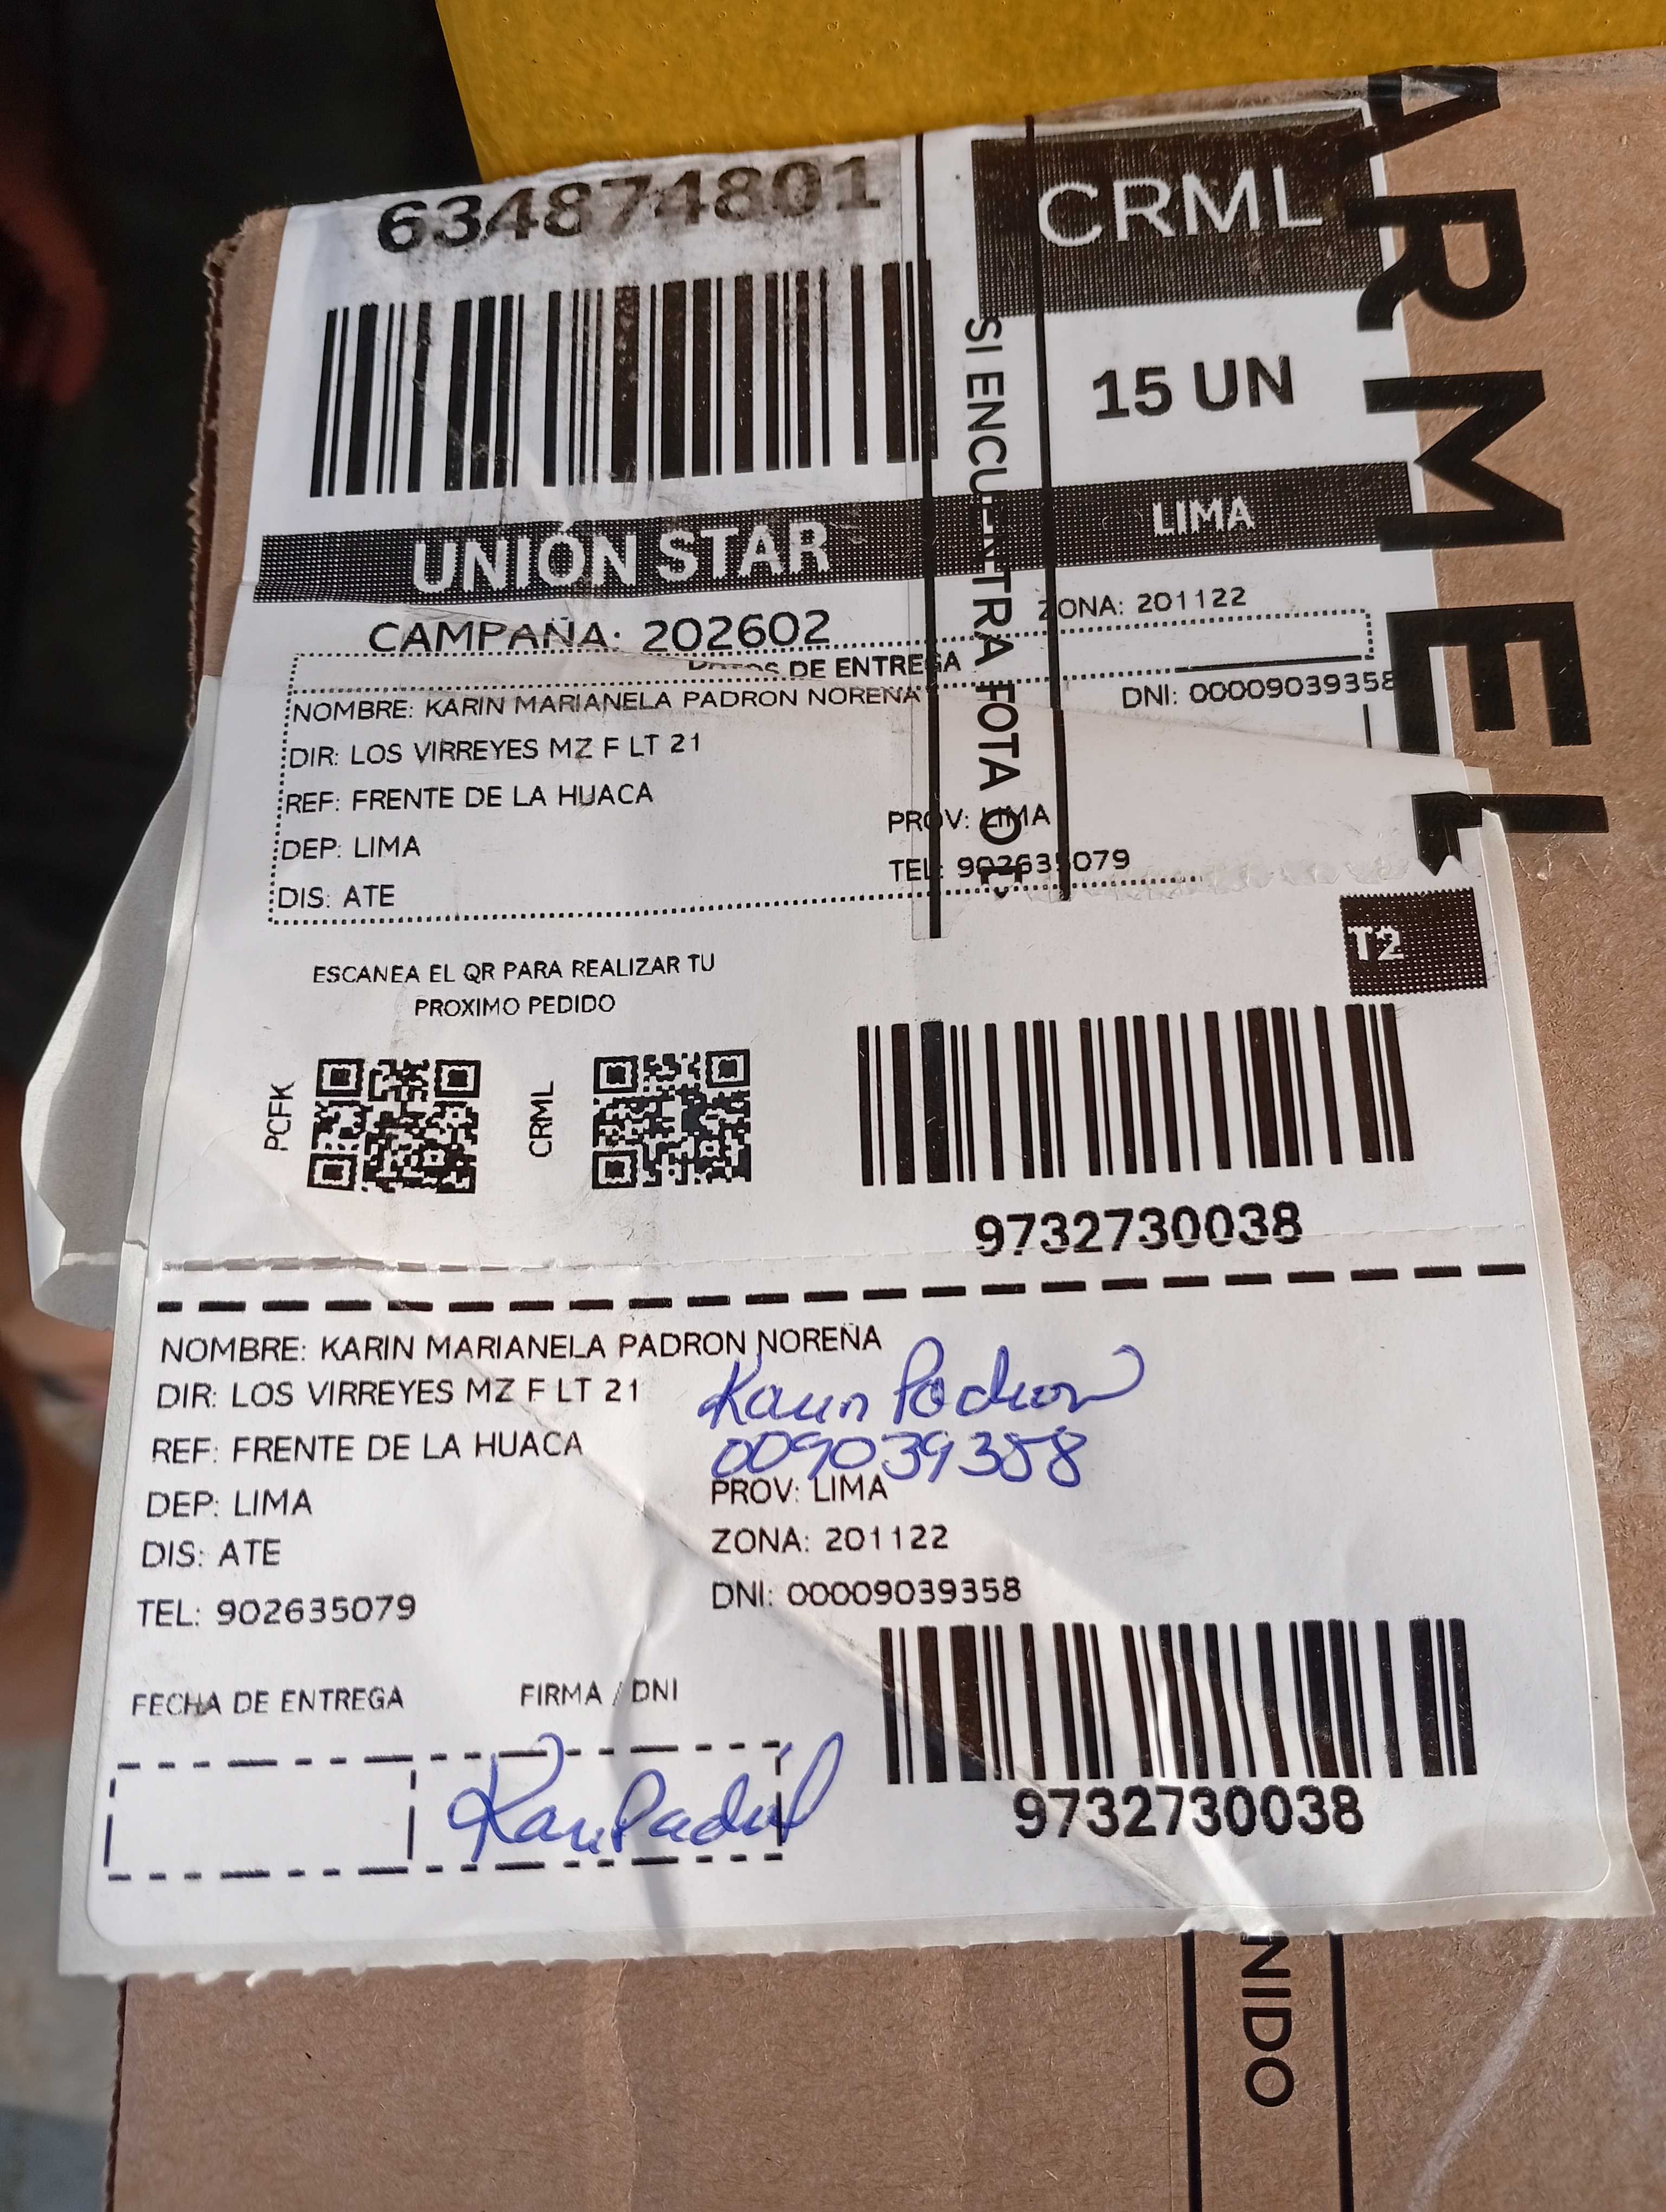 634874801
CRML
15 UN
UNIÓN STAR
LIMA
CAMPAÑA: 202602
ZONA: 201122
DATOS DE ENTREGA
NOMBRE: KARIN MARIANELA PADRON NOREÑA
DNI: 00009039358
DIR: LOS VIRREYES MZ F LT 21
REF: FRENTE DE LA HUACA
DEP: LIMA
PROV: LIMA
DIS: ATE
TEL: 902635079
SI ENCUENTRA ROTA O
ARMEL
T2
ESCANEA EL QR PARA REALIZAR TU
PROXIMO PEDIDO
PCFK
CRML
9732730038
NOMBRE: KARIN MARIANELA PADRON NOREÑA
DIR: LOS VIRREYES MZ F LT 21
Karin Padron
REF: FRENTE DE LA HUACA
009039358
DEP: LIMA
PROV: LIMA
DIS: ATE
ZONA: 201122
TEL: 902635079
DNI: 00009039358
FECHA DE ENTREGA
FIRMA / DNI
9732730038
NIDO